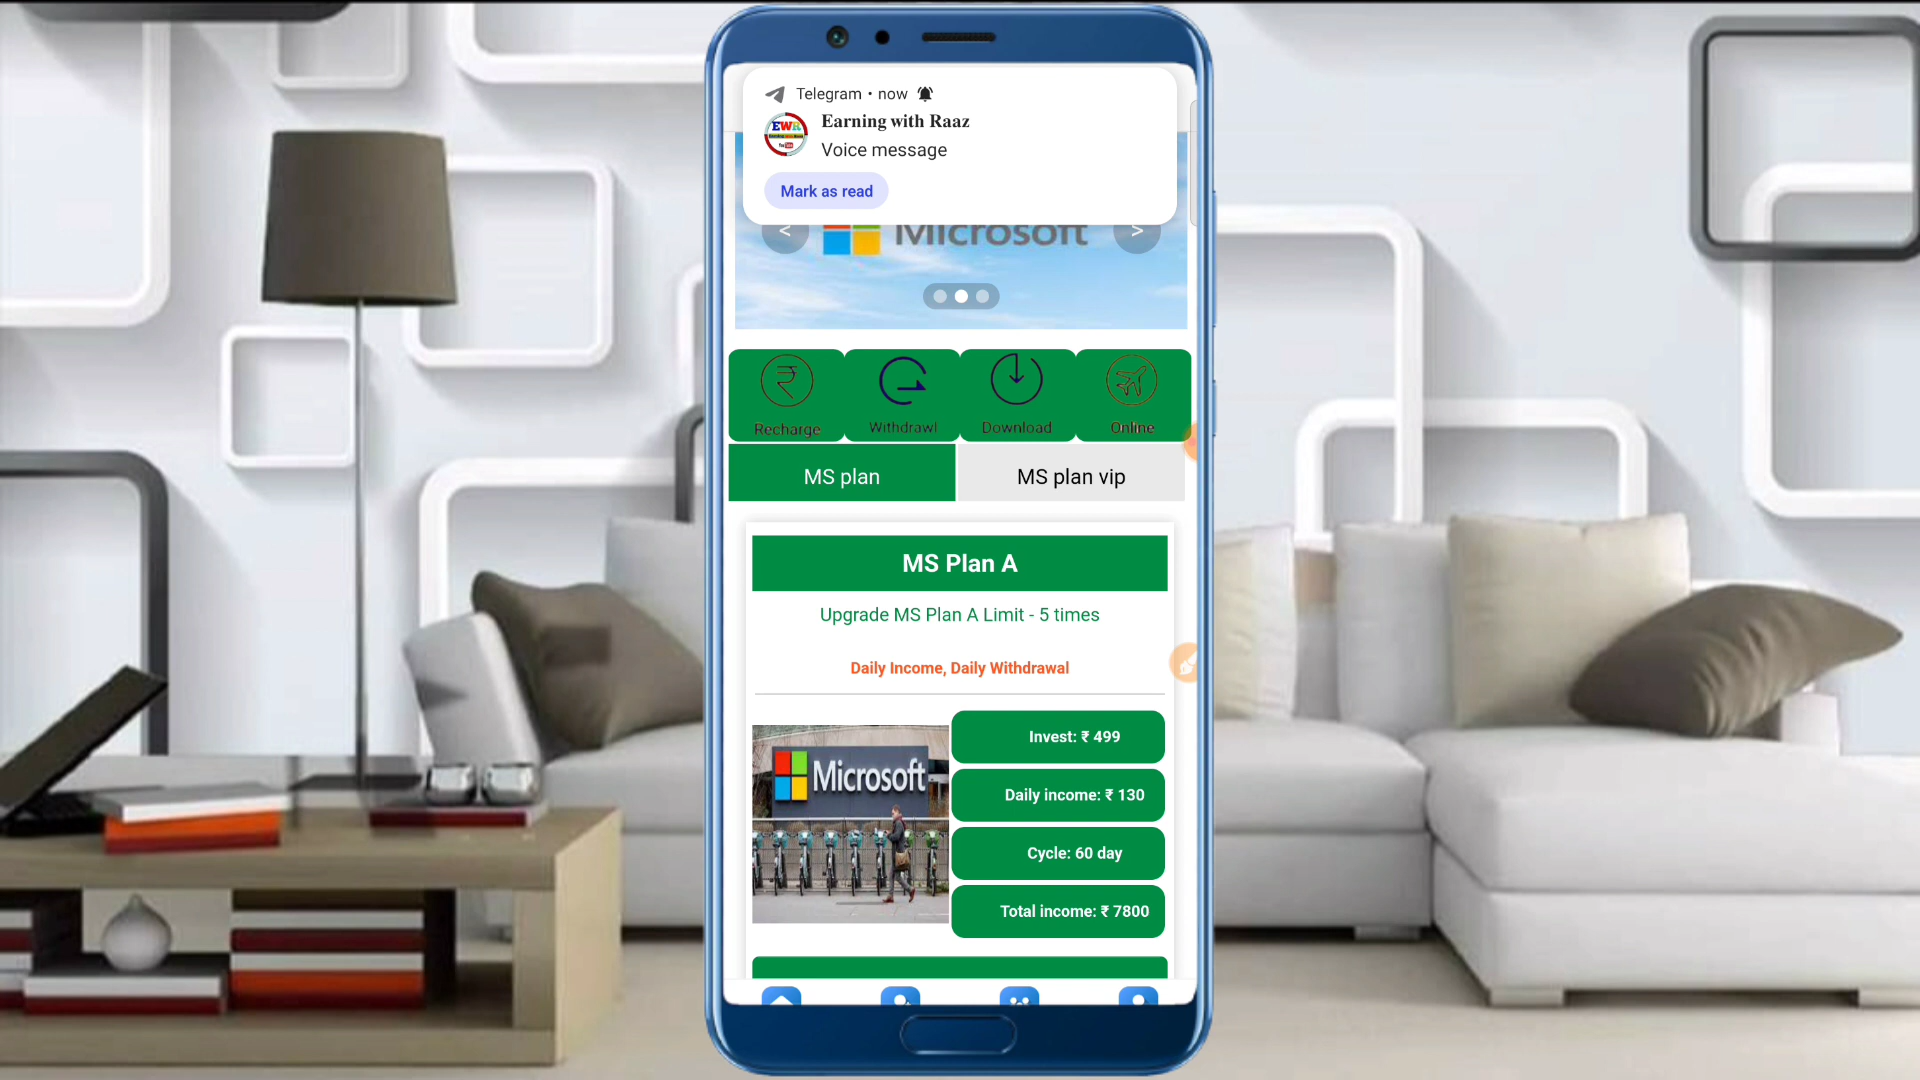 Telegram • now
EWR
Earning with Raaz
Voice message
Mark as read
< Microsoft >
Recharge Withdrawl Download Online
MS plan MS plan vip
MS Plan A
Upgrade MS Plan A Limit - 5 times
Daily Income, Daily Withdrawal
Microsoft
Invest: ₹ 499
Daily income: ₹ 130
Cycle: 60 day
Total income: ₹ 7800